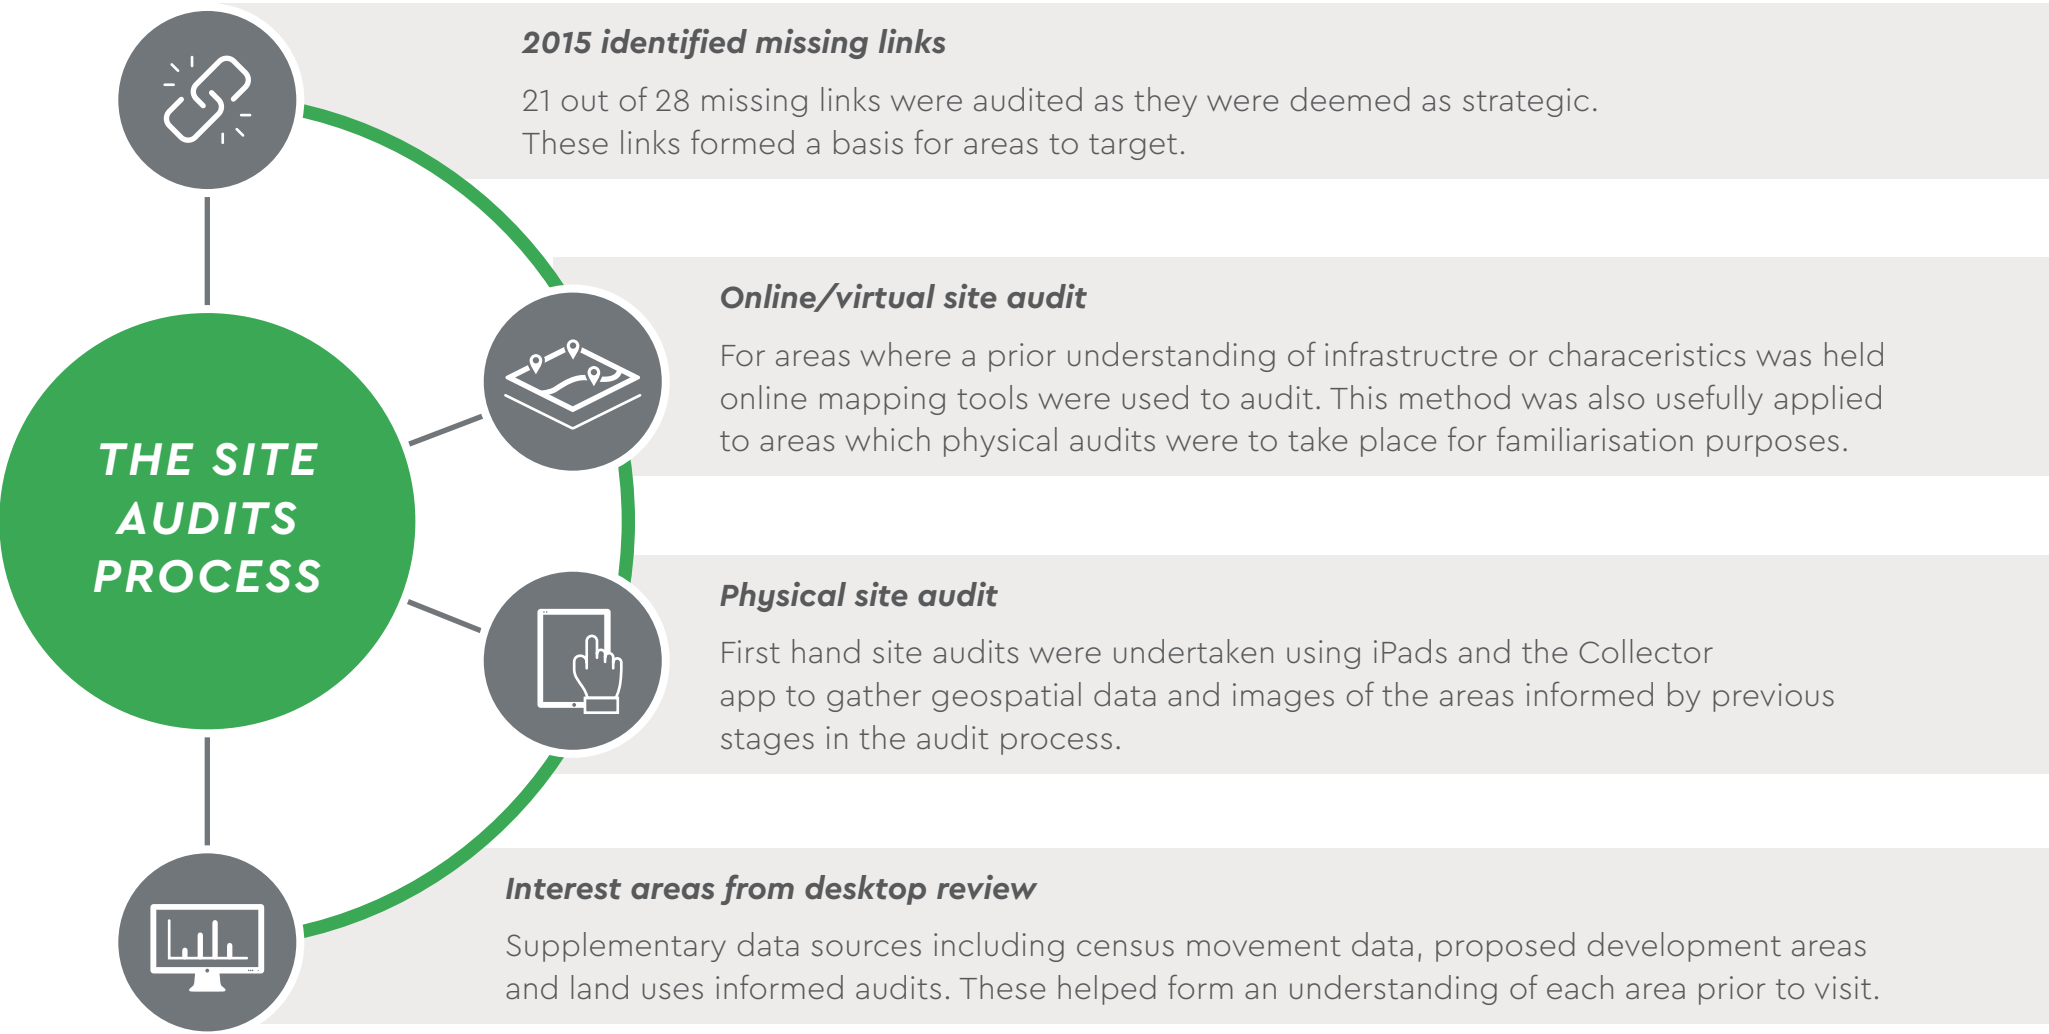 2015 identified missing links
21 out of 28 missing links were audited as they were deemed as strategic.
These links formed a basis for areas to target.
Online/virtual site audit
For areas where a prior understanding of infrastructre or characeristics was held
online mapping tools were used to audit. This method was also usefully applied
to areas which physical audits were to take place for familiarisation purposes.
THE SITE
AUDITS
PROCESS
Physical site audit
First hand site audits were undertaken using iPads and the Collector
app to gather geospatial data and images of the areas informed by previous
stages in the audit process.
Interest areas from desktop review
Supplementary data sources including census movement data, proposed development areas
and land uses informed audits. These helped form an understanding of each area prior to visit.